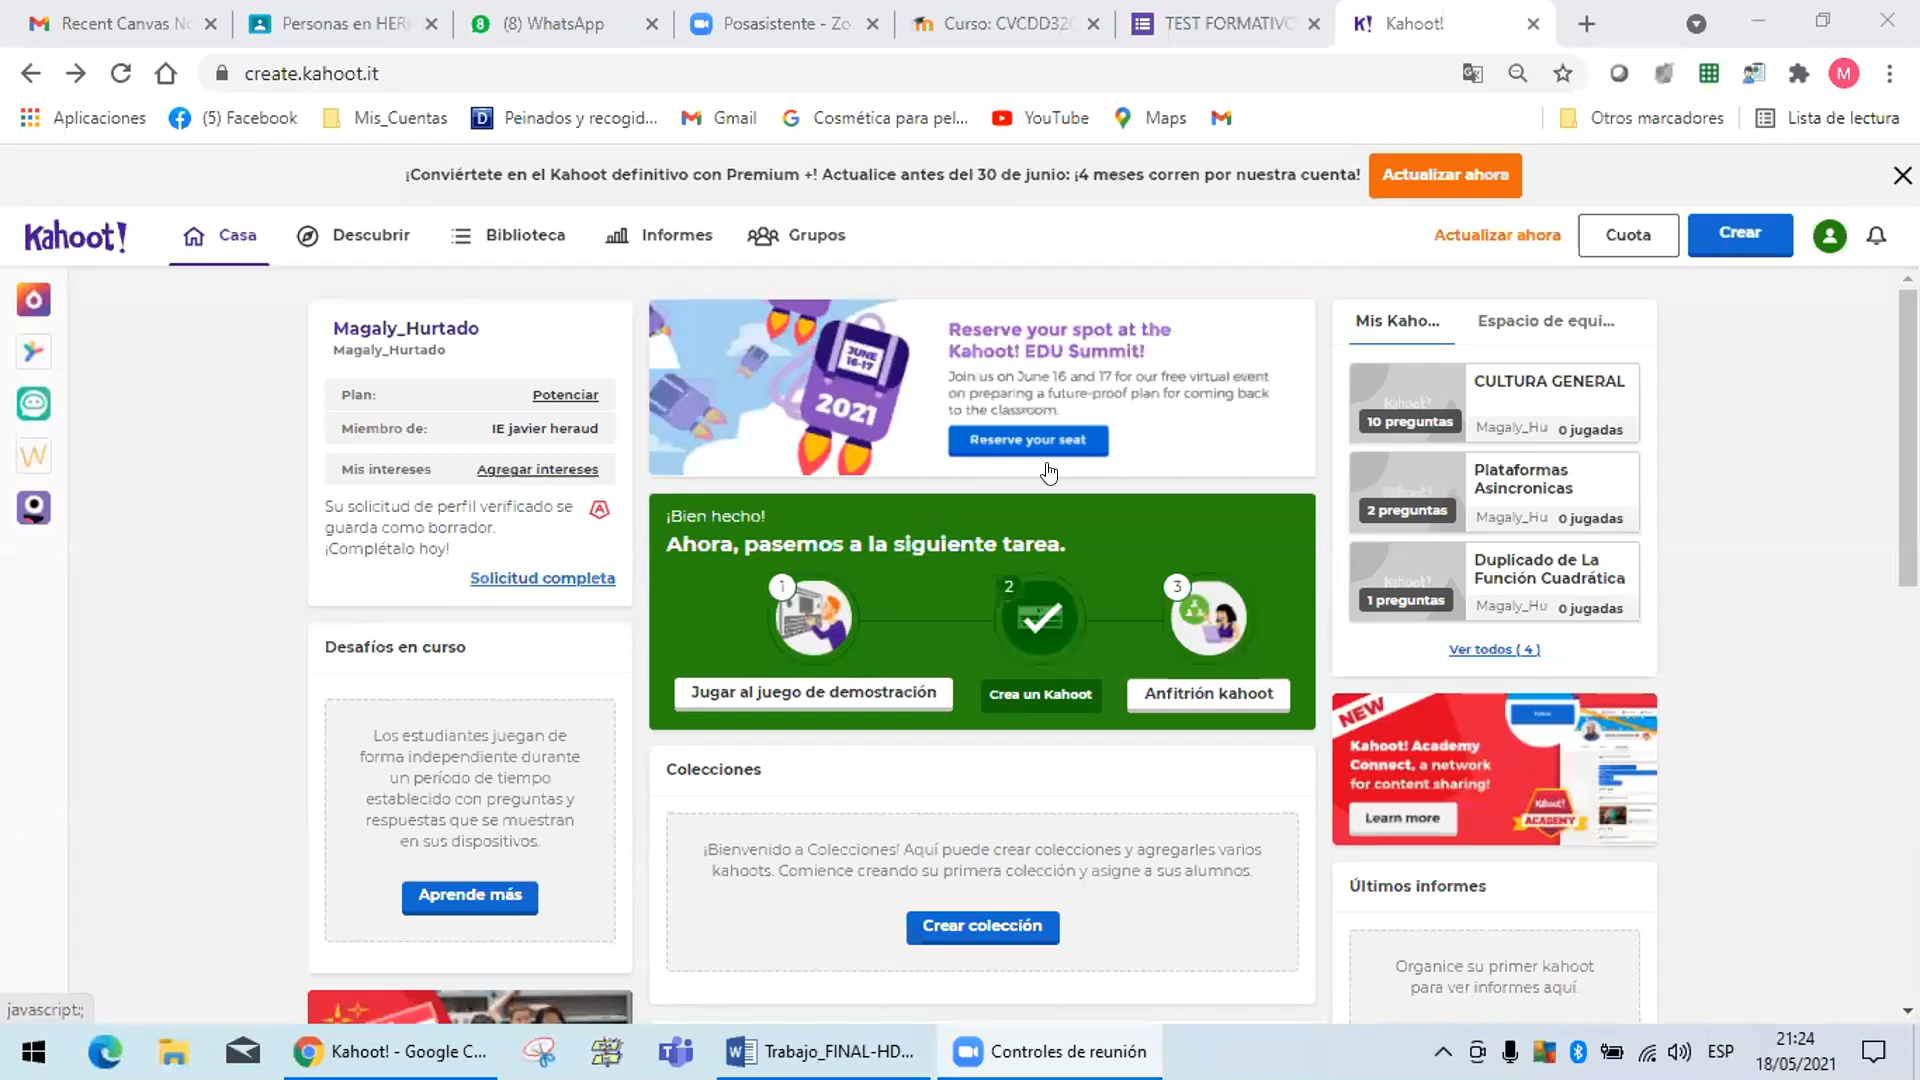 Recent Canvas No
Personas en HER
(8) WhatsApp
Posasistente - Zo
Curso: CVCDD320
TEST FORMATIVO
Kahoot!
create.kahoot.it
M
Aplicaciones
(5) Facebook
Mis_Cuentas
Peinados y recogid...
Gmail
Cosmética para pel...
YouTube
Maps
Otros marcadores
Lista de lectura
¡Conviértete en el Kahoot definitivo con Premium +! Actualice antes del 30 de junio: ¡4 meses corren por nuestra cuenta!
Actualizar ahora
Kahoot!
Casa
Descubrir
Biblioteca
Informes
Grupos
Actualizar ahora
Cuota
Crear
Magaly_Hurtado
Magaly_Hurtado
Plan:
Potenciar
Miembro de:
IE javier heraud
Mis intereses
Agregar intereses
Su solicitud de perfil verificado se
guarda como borrador.
¡Complétalo hoy!
Solicitud completa
Desafíos en curso
Los estudiantes juegan de
forma independiente durante
un período de tiempo
establecido con preguntas y
respuestas que se muestran
en sus dispositivos.
Aprende más
JUNE
16-17
2021
Reserve your spot at the
Kahoot! EDU Summit!
Join us on June 16 and 17 for our free virtual event
on preparing a future-proof plan for coming back
to the classroom.
Reserve your seat
¡Bien hecho!
Ahora, pasemos a la siguiente tarea.
1
2
3
Jugar al juego de demostración
Crea un Kahoot
Anfitrión kahoot
Colecciones
¡Bienvenido a Colecciones! Aquí puede crear colecciones y agregarles varios
kahoots. Comience creando su primera colección y asigne a sus alumnos.
Crear colección
Mis Kaho...
Espacio de equi...
CULTURA GENERAL
10 preguntas
Magaly_Hu
0 jugadas
Plataformas
Asincronicas
2 preguntas
Magaly_Hu
0 jugadas
Duplicado de La
Función Cuadrática
1 preguntas
Magaly_Hu
0 jugadas
Ver todos (4)
NEW
Kahoot! Academy
Connect, a network
for content sharing!
Learn more
Kahoot!
ACADEMY
Últimos informes
Organice su primer kahoot
para ver informes aquí.
javascript:;
Kahoot! - Google C...
Trabajo_FINAL-HD...
Controles de reunión
ESP
21:24
18/05/2021